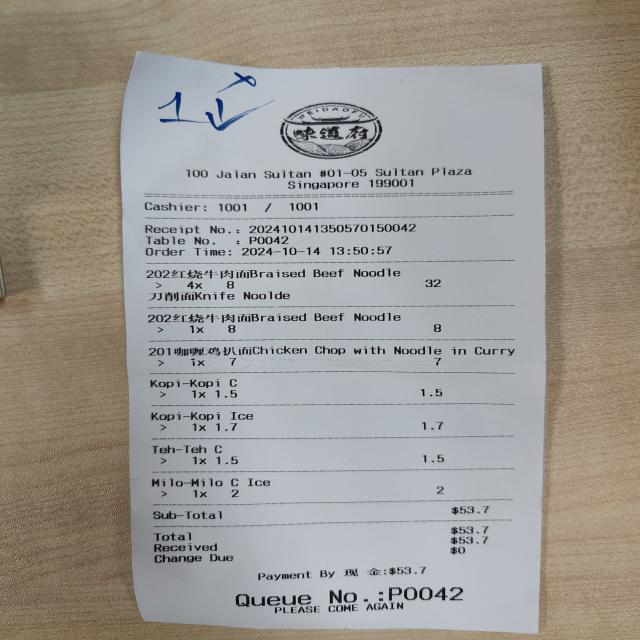 1
WEIDAOFU
味道府
100 Jalan Sultan #01-05 Sultan Plaza
Singapore 199001
Cashier: 1001 / 1001
Receipt No.: 202410141350570150042
Table No. : P0042
Order Time: 2024-10-14 13:50:57
202红烧牛肉面Braised Beef Noodle
> 4x 8 32
刀削面Knife Noolde
202红烧牛肉面Braised Beef Noodle
> 1x 8 8
201咖喱鸡扒面Chicken Chop with Noodle in Curry
> 1x 7 7
Kopi-Kopi C
> 1x 1.5 1.5
Kopi-Kopi Ice
> 1x 1.7 1.7
Teh-Teh C
> 1x 1.5 1.5
Milo-Milo C Ice
> 1x 2 2
Sub-Total $53.7
Total $53.7
Received $53.7
Change Due $0
Payment By 现 金:$53.7
Queue No.:P0042
PLEASE COME AGAIN